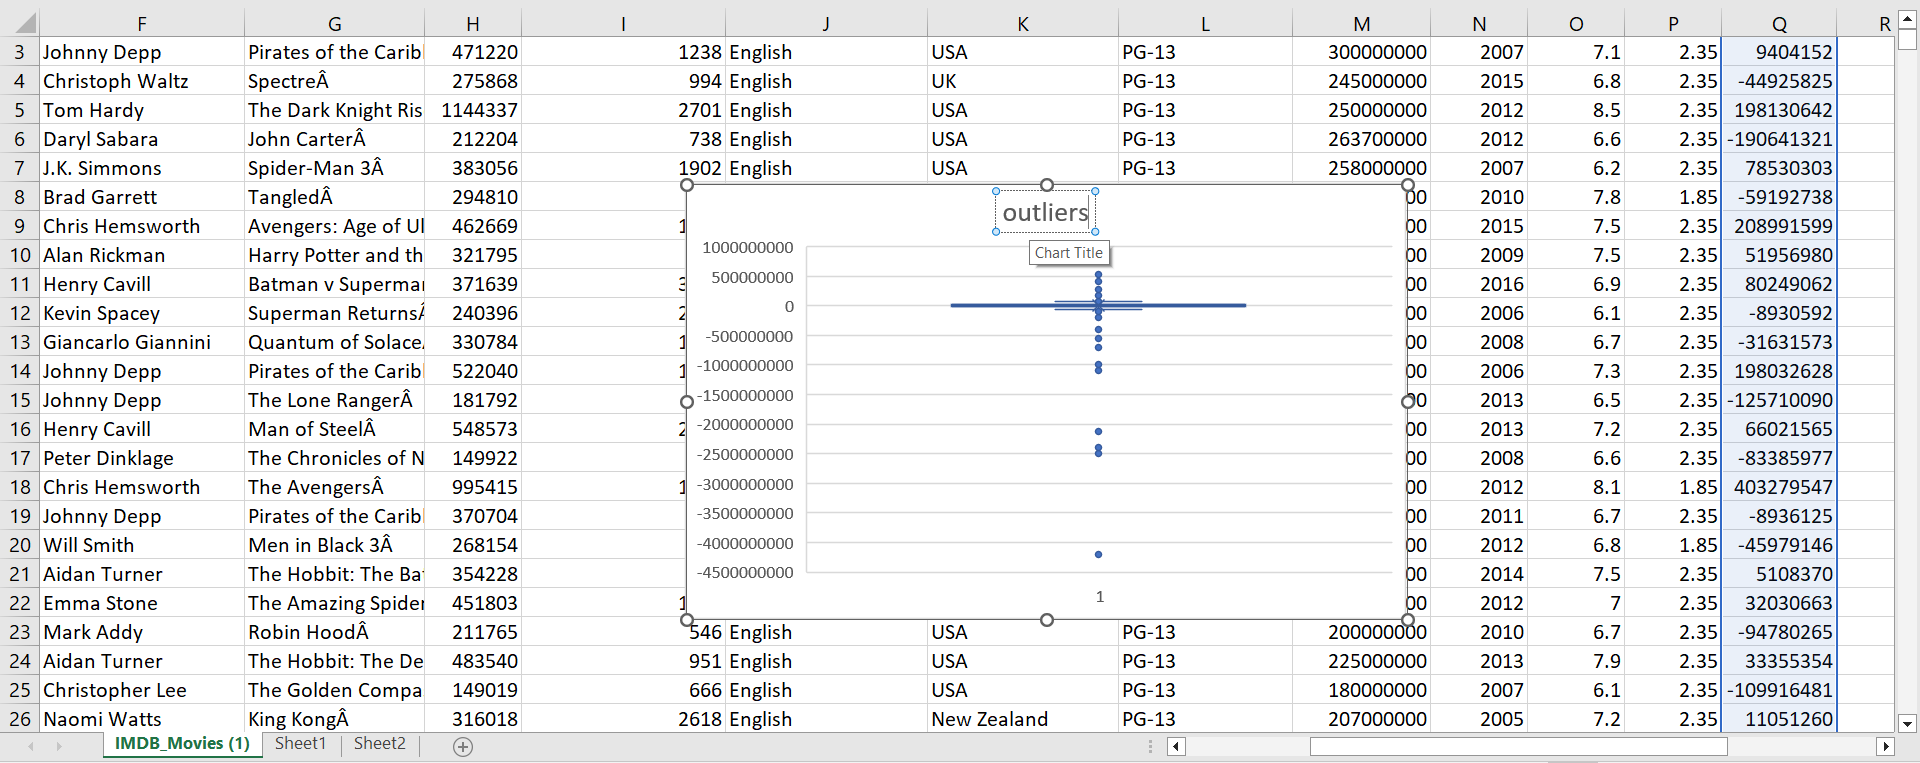 F G H I J K L M N O P Q R
3 Johnny Depp Pirates of the Carib 471220 1238 English USA PG-13 300000000 2007 7.1 2.35 9404152
4 Christoph Waltz SpectreÂ 275868 994 English UK PG-13 245000000 2015 6.8 2.35 -44925825
5 Tom Hardy The Dark Knight Ris 1144337 2701 English USA PG-13 250000000 2012 8.5 2.35 198130642
6 Daryl Sabara John CarterÂ 212204 738 English USA PG-13 263700000 2012 6.6 2.35 -190641321
7 J.K. Simmons Spider-Man 3Â 383056 1902 English USA PG-13 258000000 2007 6.2 2.35 78530303
8 Brad Garrett TangledÂ 294810 00 2010 7.8 1.85 -59192738
9 Chris Hemsworth Avengers: Age of Ul 462669 1 00 2015 7.5 2.35 208991599
10 Alan Rickman Harry Potter and th 321795 00 2009 7.5 2.35 51956980
11 Henry Cavill Batman v Superma 371639 3 00 2016 6.9 2.35 80249062
12 Kevin Spacey Superman Returns 240396 2 00 2006 6.1 2.35 -8930592
13 Giancarlo Giannini Quantum of Solace 330784 1 00 2008 6.7 2.35 -31631573
14 Johnny Depp Pirates of the Carib 522040 1 00 2006 7.3 2.35 198032628
15 Johnny Depp The Lone RangerÂ 181792 00 2013 6.5 2.35 -125710090
16 Henry Cavill Man of SteelÂ 548573 2 00 2013 7.2 2.35 66021565
17 Peter Dinklage The Chronicles of N 149922 00 2008 6.6 2.35 -83385977
18 Chris Hemsworth The AvengersÂ 995415 1 00 2012 8.1 1.85 403279547
19 Johnny Depp Pirates of the Carib 370704 00 2011 6.7 2.35 -8936125
20 Will Smith Men in Black 3Â 268154 00 2012 6.8 1.85 -45979146
21 Aidan Turner The Hobbit: The Ba 354228 00 2014 7.5 2.35 5108370
22 Emma Stone The Amazing Spider 451803 1 00 2012 7 2.35 32030663
23 Mark Addy Robin HoodÂ 211765 546 English USA PG-13 200000000 2010 6.7 2.35 -94780265
24 Aidan Turner The Hobbit: The De 483540 951 English USA PG-13 225000000 2013 7.9 2.35 33355354
25 Christopher Lee The Golden Compa 149019 666 English USA PG-13 180000000 2007 6.1 2.35 -109916481
26 Naomi Watts King KongÂ 316018 2618 English New Zealand PG-13 207000000 2005 7.2 2.35 11051260
outliers
Chart Title
1000000000
500000000
0
-500000000
-1000000000
-1500000000
-2000000000
-2500000000
-3000000000
-3500000000
-4000000000
-4500000000
1
IMDB_Movies (1) Sheet1 Sheet2